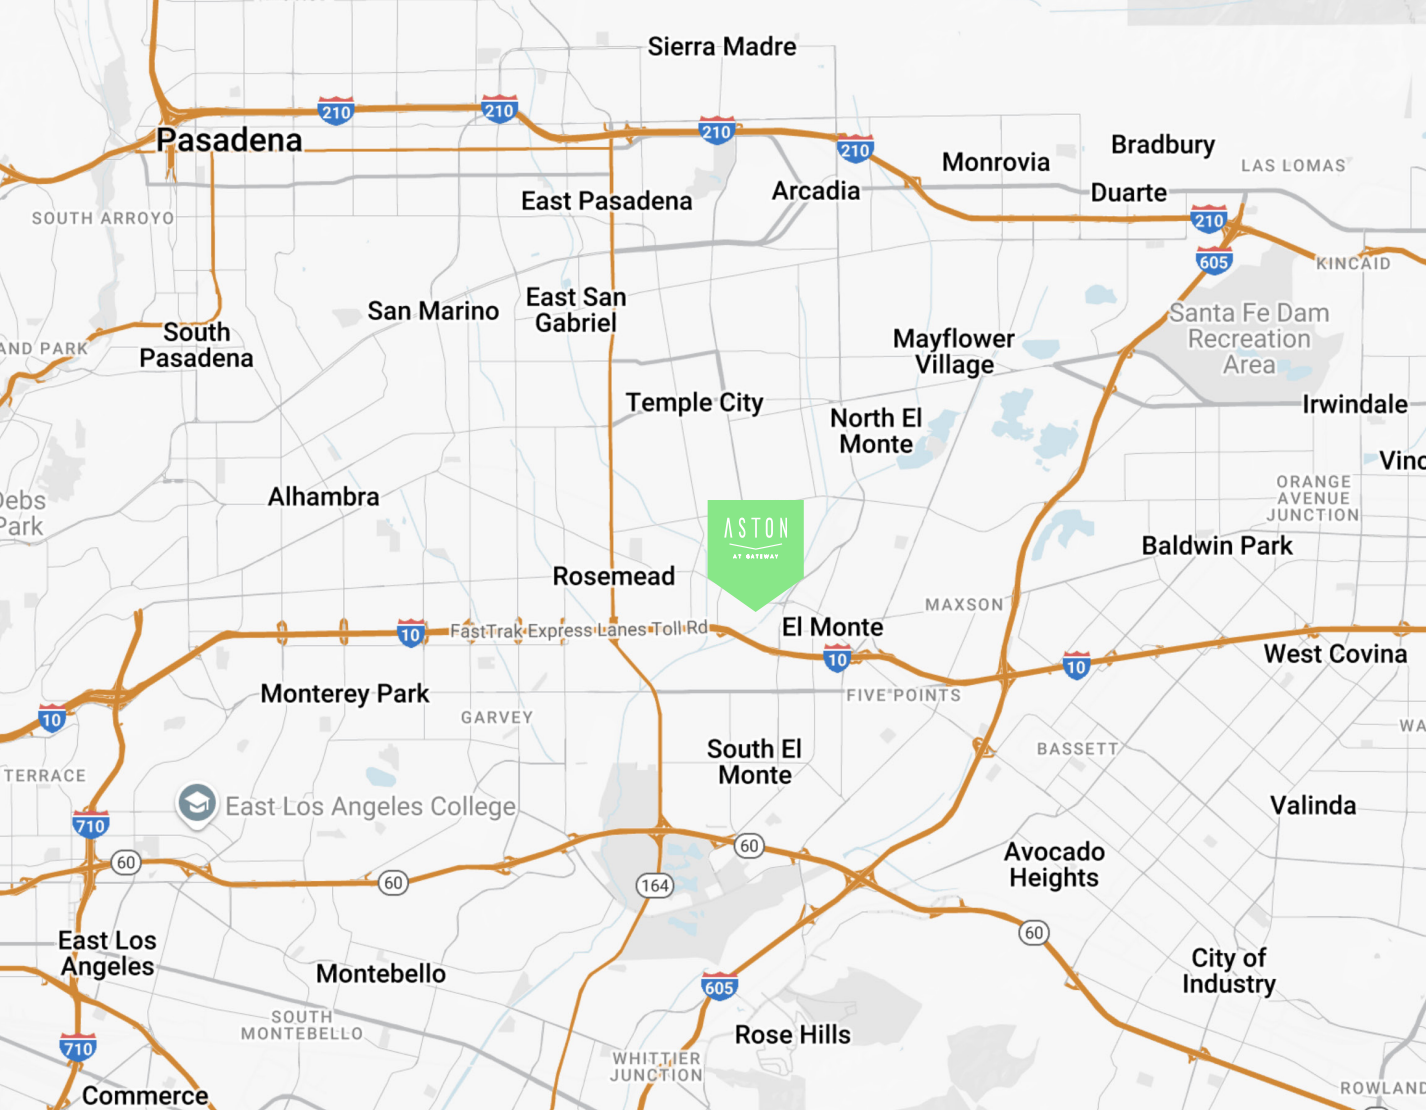 Sierra Madre
210
210
210
210
Pasadena
Monrovia
Bradbury
LAS LOMAS
Arcadia
Duarte
East Pasadena
SOUTH ARROYO
210
605
KINCAID
San Marino
East San
Gabriel
Santa Fe Dam
Recreation
Area
South
Pasadena
AND PARK
Mayflower
Village
Temple City
North El
Monte
Irwindale
Vinc
Alhambra
Debs
Park
ORANGE
AVENUE
JUNCTION
ASTON
AT GATEWAY
Baldwin Park
Rosemead
MAXSON
10
FastTrak Express Lanes Toll Rd
El Monte
10
10
West Covina
Monterey Park
FIVE POINTS
10
GARVEY
WA
South El
Monte
BASSETT
TERRACE
East Los Angeles College
Valinda
710
60
60
60
164
Avocado
Heights
60
East Los
Angeles
Montebello
City of
Industry
605
SOUTH
MONTEBELLO
Rose Hills
710
WHITTIER
JUNCTION
Commerce
ROWLAND